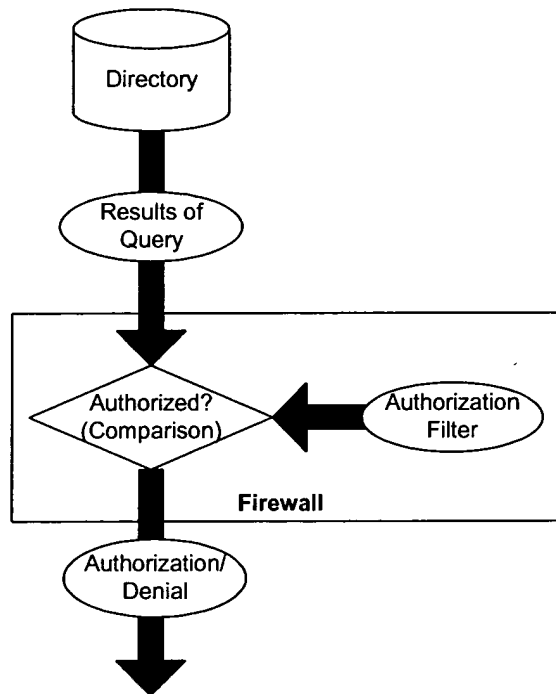 Directory
Results of
Query
Authorized?
(Comparison)
Authorization
Filter
Firewall
Authorization/
Denial